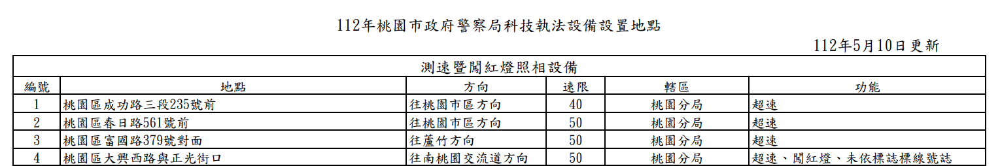 112年桃園市政府警察局科技執法設備設置地點
112年5月10日更新
測速暨闖紅燈照相設備
編號 地點 方向 速限 轄區 功能
1 桃園區成功路三段235號前 往桃園市區方向 40 桃園分局 超速
2 桃園區春日路561號前 往桃園市區方向 50 桃園分局 超速
3 桃園區富國路379號對面 往蘆竹方向 50 桃園分局 超速
4 桃園區大興西路與正光街口 往南桃園交流道方向 50 桃園分局 超速、闖紅燈、未依標誌標線號誌